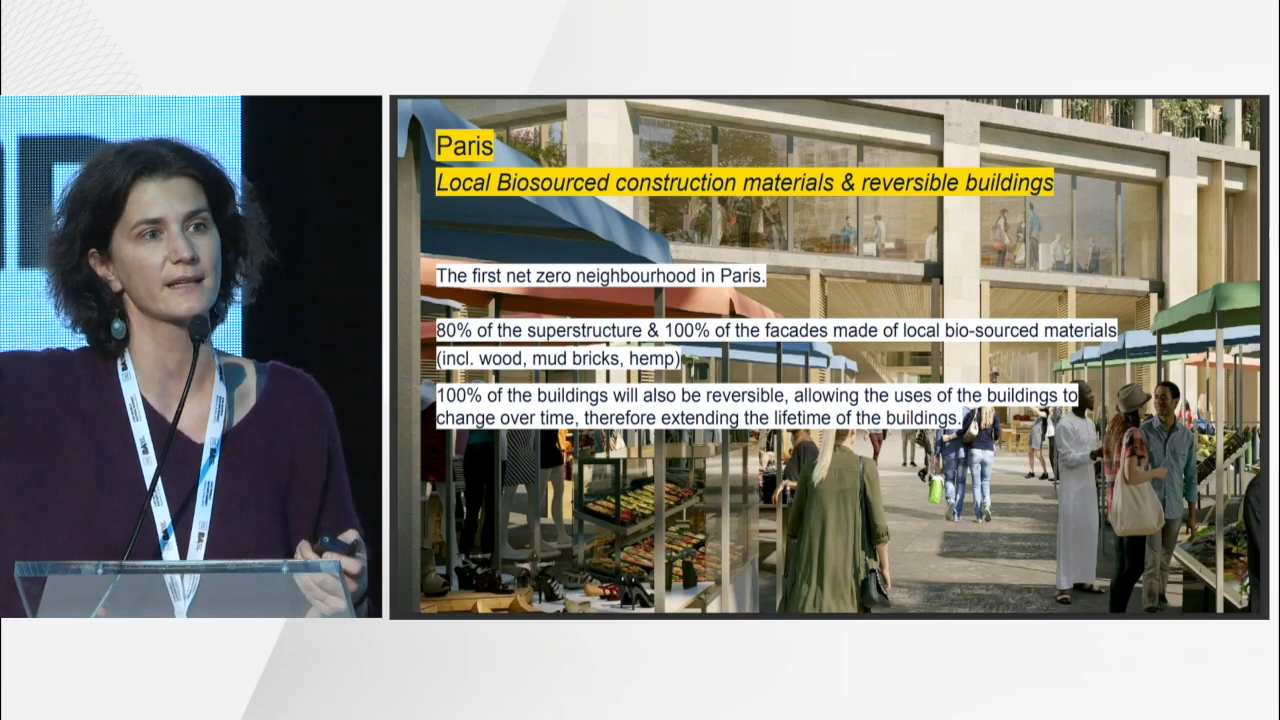 Paris
Local Biosourced construction materials & reversible buildings
The first net zero neighbourhood in Paris.
80% of the superstructure & 100% of the facades made of local bio-sourced materials
(incl. wood, mud bricks, hemp)
100% of the buildings will also be reversible, allowing the uses of the buildings to
change over time, therefore extending the lifetime of the buildings.